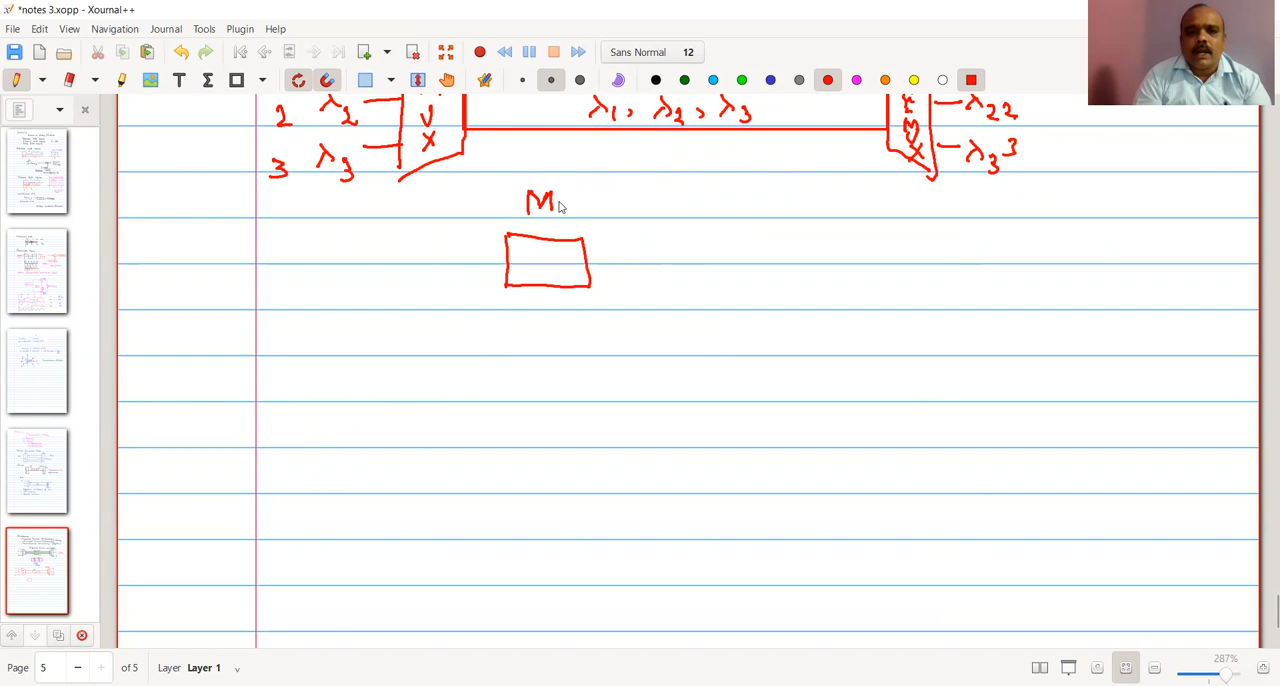 *notes 3.xopp - Xournal++
File Edit View Navigation Journal Tools Plugin Help
Sans Normal 12
2 λ2 λ1, λ2, λ3 λ2 2
U
X
M
U
X
3 λ3 λ3 3
M
287%
Page 5 of 5 Layer Layer 1